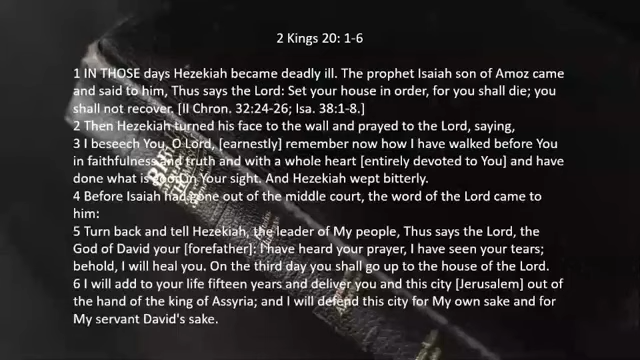 2 Kings 20: 1-6
1 IN THOSE days Hezekiah became deadly ill. The prophet Isaiah son of Amoz came
and said to him, Thus says the Lord: Set your house in order, for you shall die; you
shall not recover. [II Chron. 32:24-26; Isa. 38:1-8.]
2 Then Hezekiah turned his face to the wall and prayed to the Lord, saying,
3 I beseech You, O Lord, [earnestly] remember now how I have walked before You
in faithfulness and truth and with a whole heart [entirely devoted to You] and have
done what is good in Your sight. And Hezekiah wept bitterly.
4 Before Isaiah had gone out of the middle court, the word of the Lord came to
him:
5 Turn back and tell Hezekiah, the leader of My people, Thus says the Lord, the
God of David your [forefather]: I have heard your prayer, I have seen your tears;
behold, I will heal you. On the third day you shall go up to the house of the Lord.
6 I will add to your life fifteen years and deliver you and this city [Jerusalem] out of
the hand of the king of Assyria; and I will defend this city for My own sake and for
My servant David's sake.